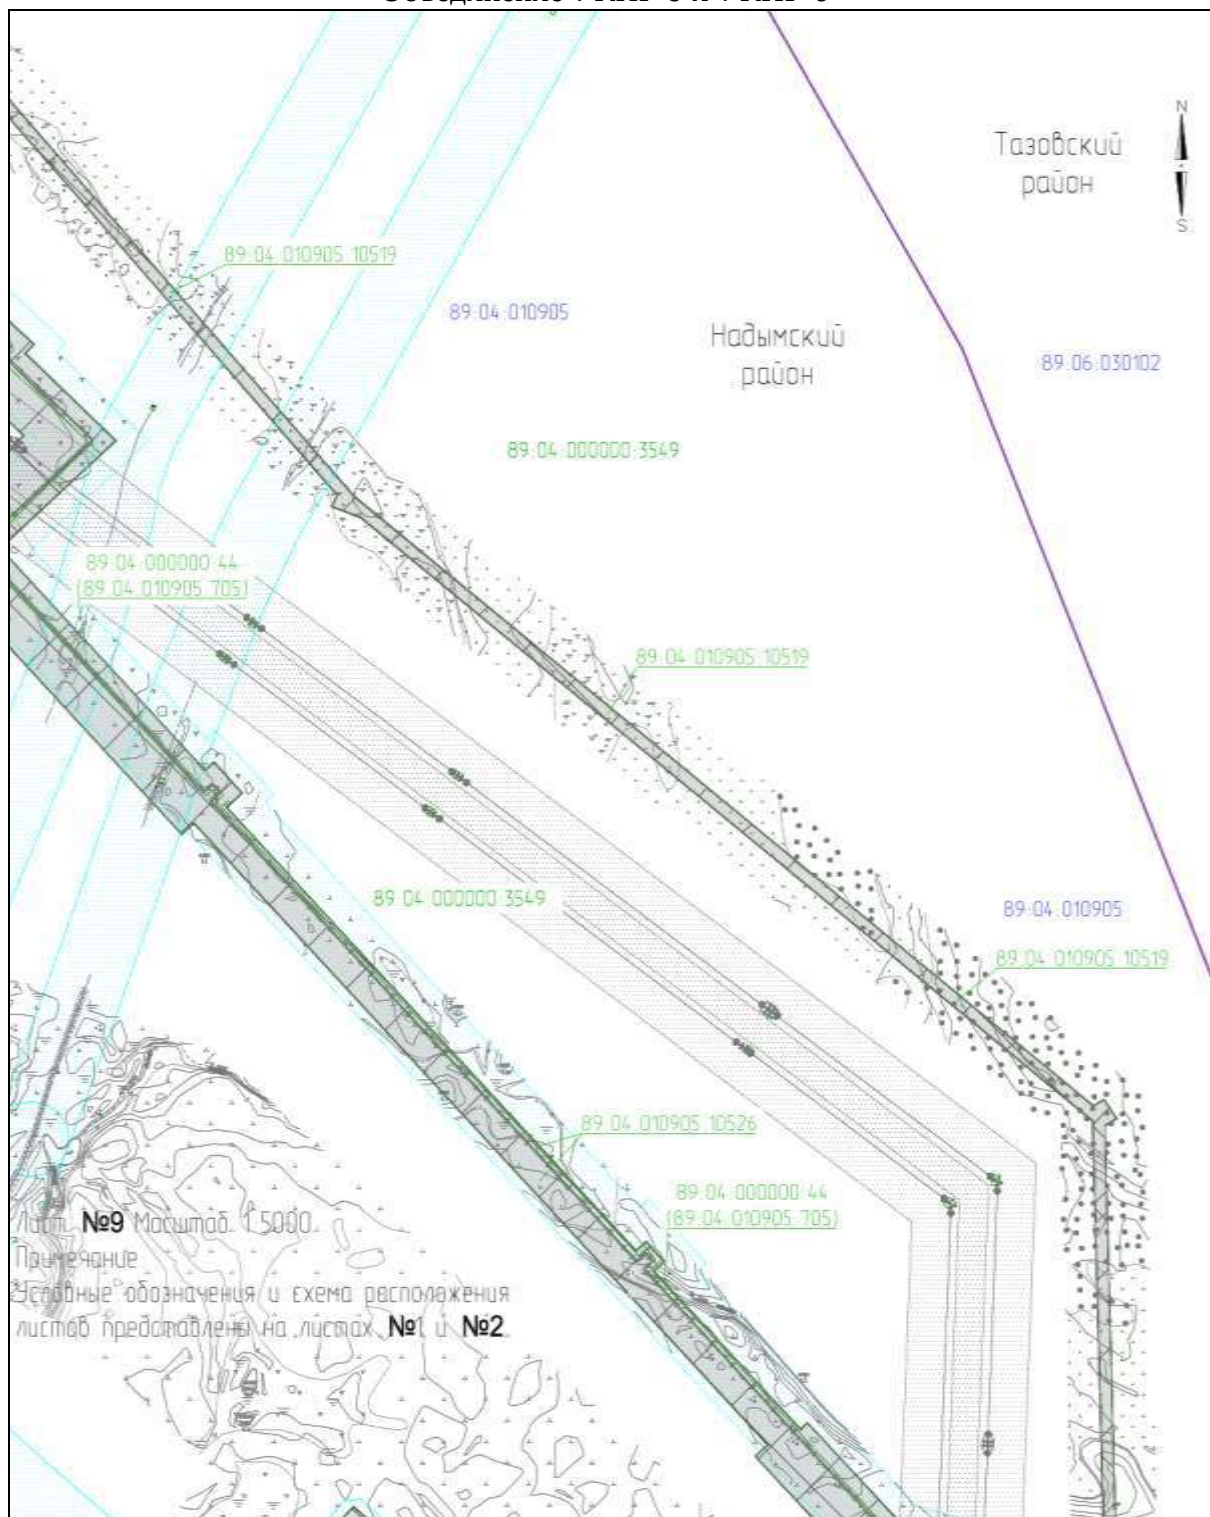 N
Тазовский
район
S
89:04:010905:10519
89:04:010905
Надымский
район
89:06:030102
89:04:000000:3549
89:04:000000:44
(89:04:010905:705)
89:04:010905:10519
89:04:000000:3549
89:04:010905
89:04:010905:10519
89:04:010905:10526
89:04:000000:44
(89:04:010905:705)
Лист №9 Масштаб 1:5000
Примечание
Условные обозначения и схема расположения
листов представлены на листах №1 и №2